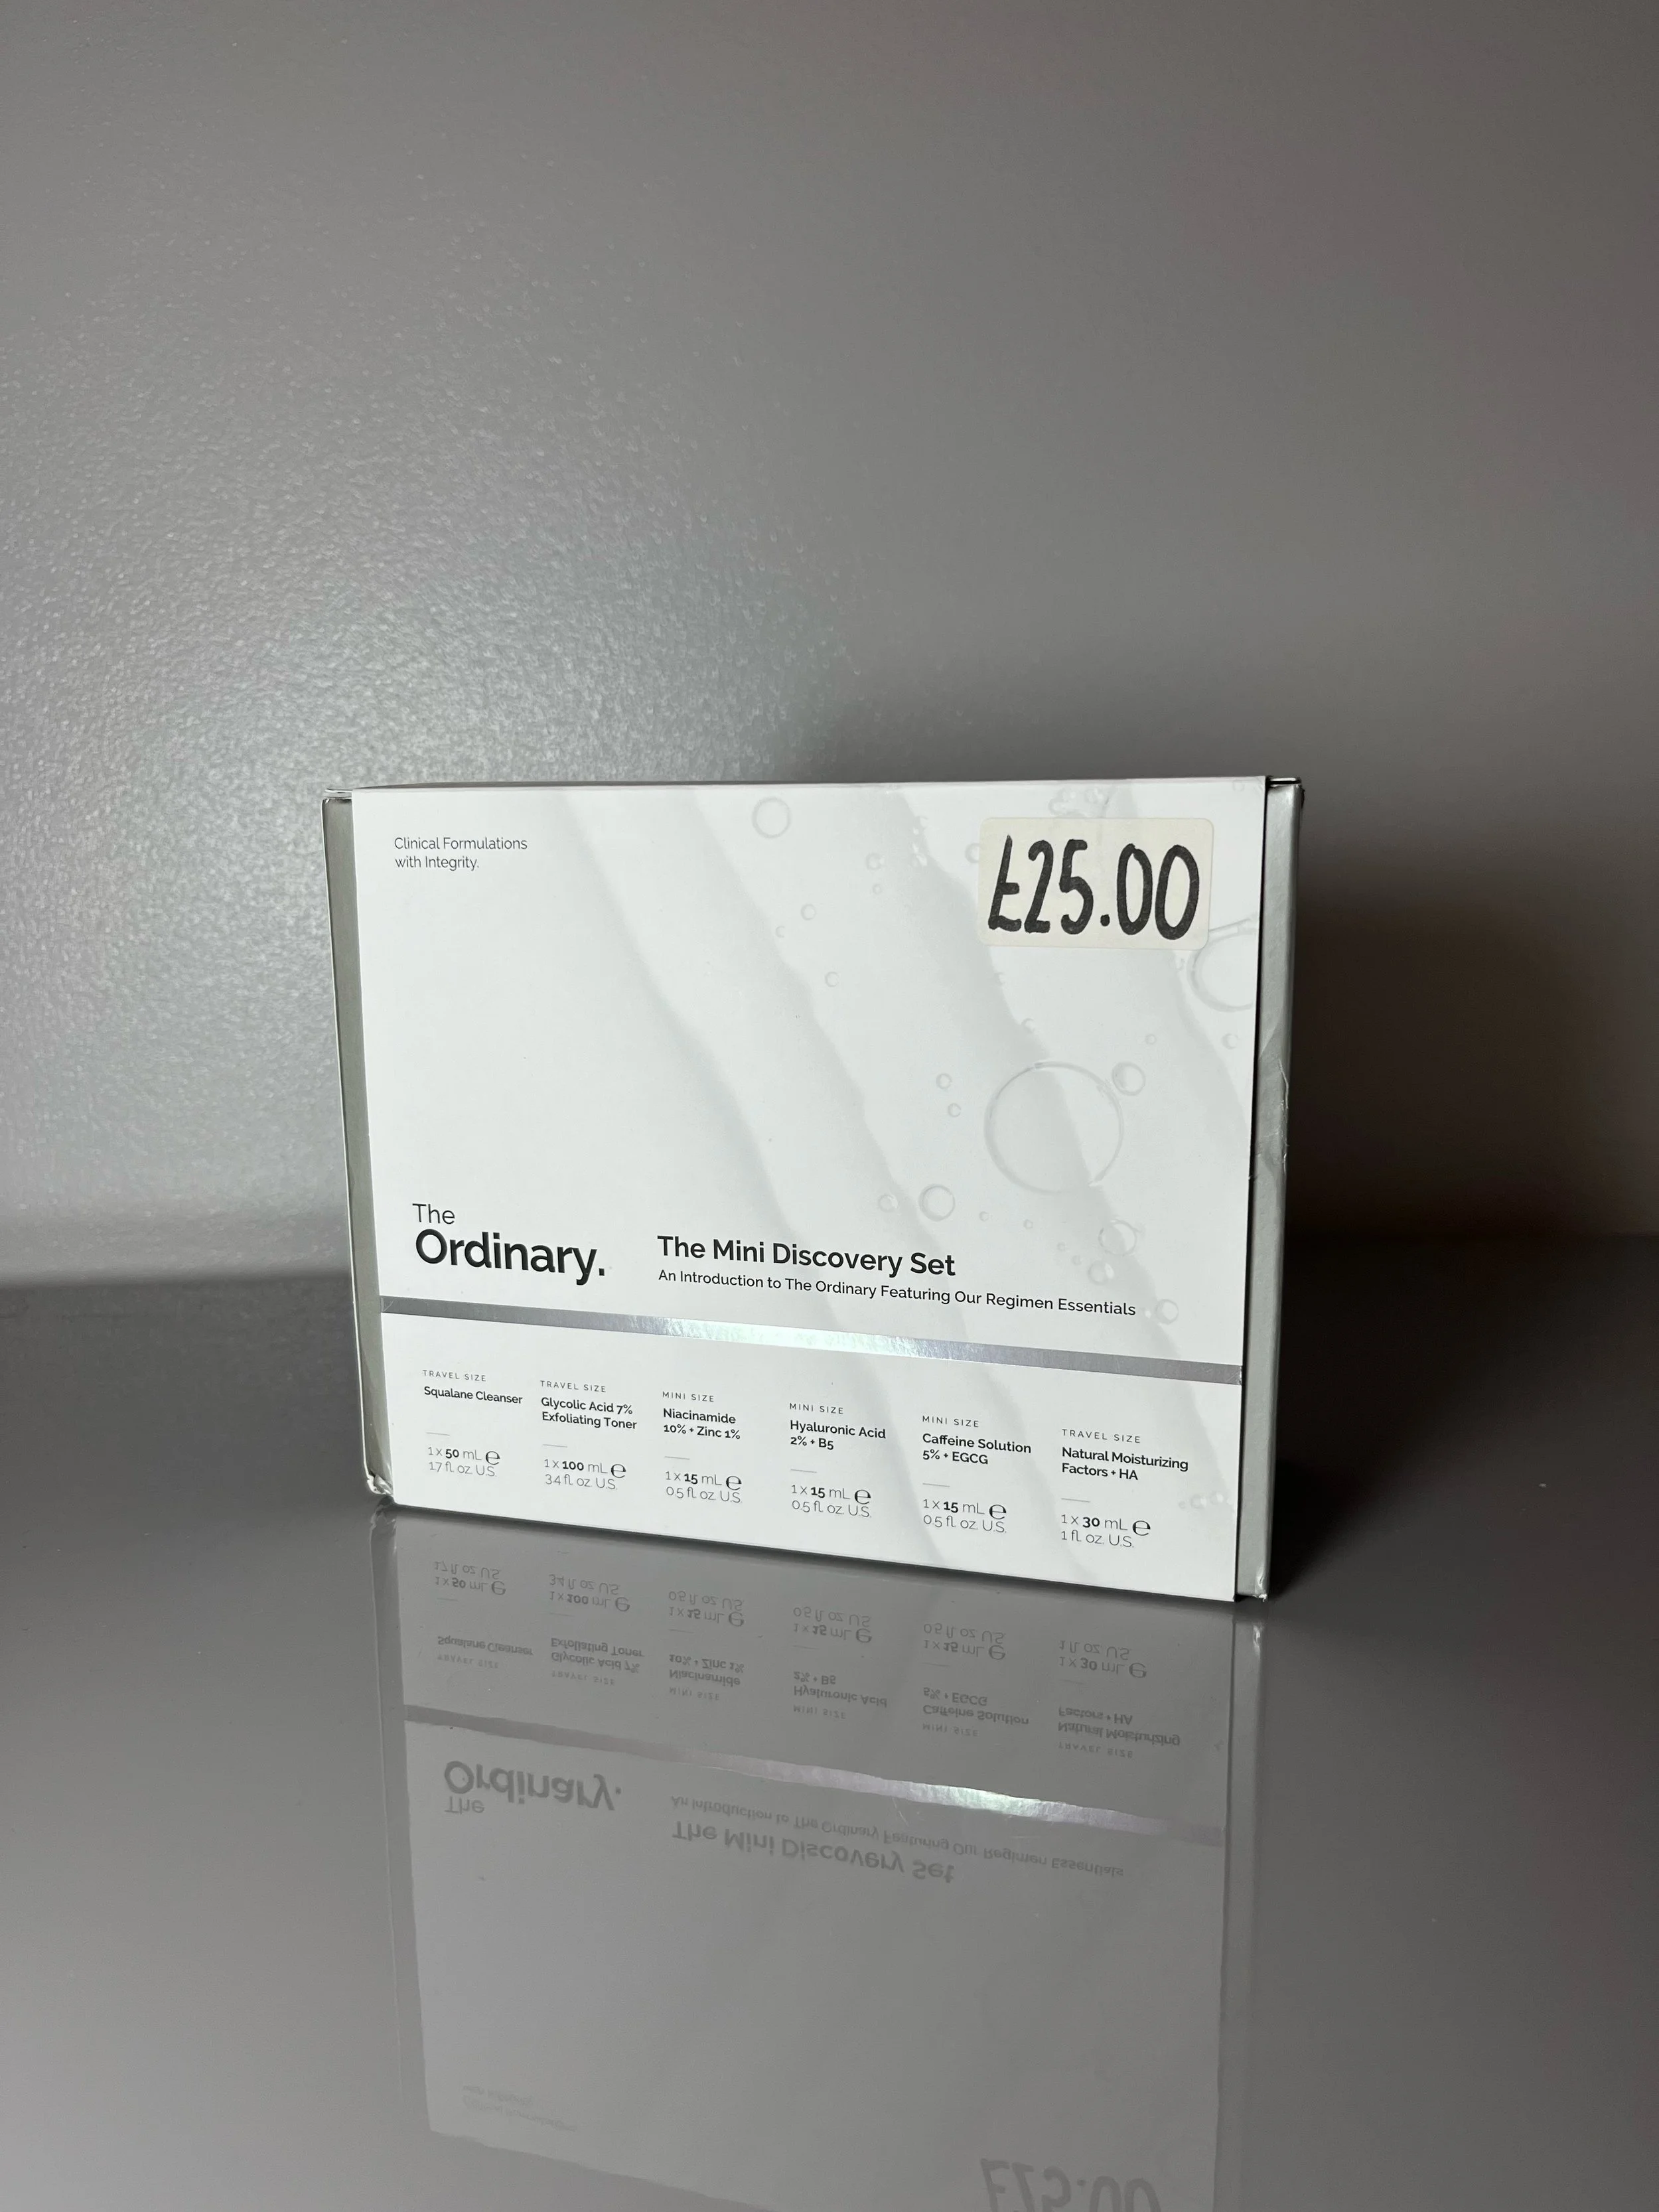 Clinical Formulations
with Integrity.
£25.00
The
Ordinary.
The Mini Discovery Set
An Introduction to The Ordinary Featuring Our Regimen Essentials
TRAVEL SIZE
Squalane Cleanser
1 x 50 mL ℮
1.7 fl. oz. U.S.
TRAVEL SIZE
Glycolic Acid 7%
Exfoliating Toner
1 x 100 mL ℮
3.4 fl. oz. U.S.
MINI SIZE
Niacinamide
10% + Zinc 1%
1 x 15 mL ℮
0.5 fl. oz. U.S.
MINI SIZE
Hyaluronic Acid
2% + B5
1 x 15 mL ℮
0.5 fl. oz. U.S.
MINI SIZE
Caffeine Solution
5% + EGCG
1 x 15 mL ℮
0.5 fl. oz. U.S.
TRAVEL SIZE
Natural Moisturizing
Factors + HA
1 x 30 mL ℮
1 fl. oz. U.S.